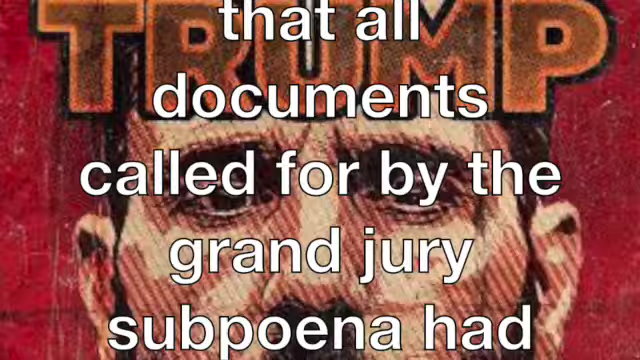 TRUMP
that all
documents
called for by the
grand jury
subpoena had